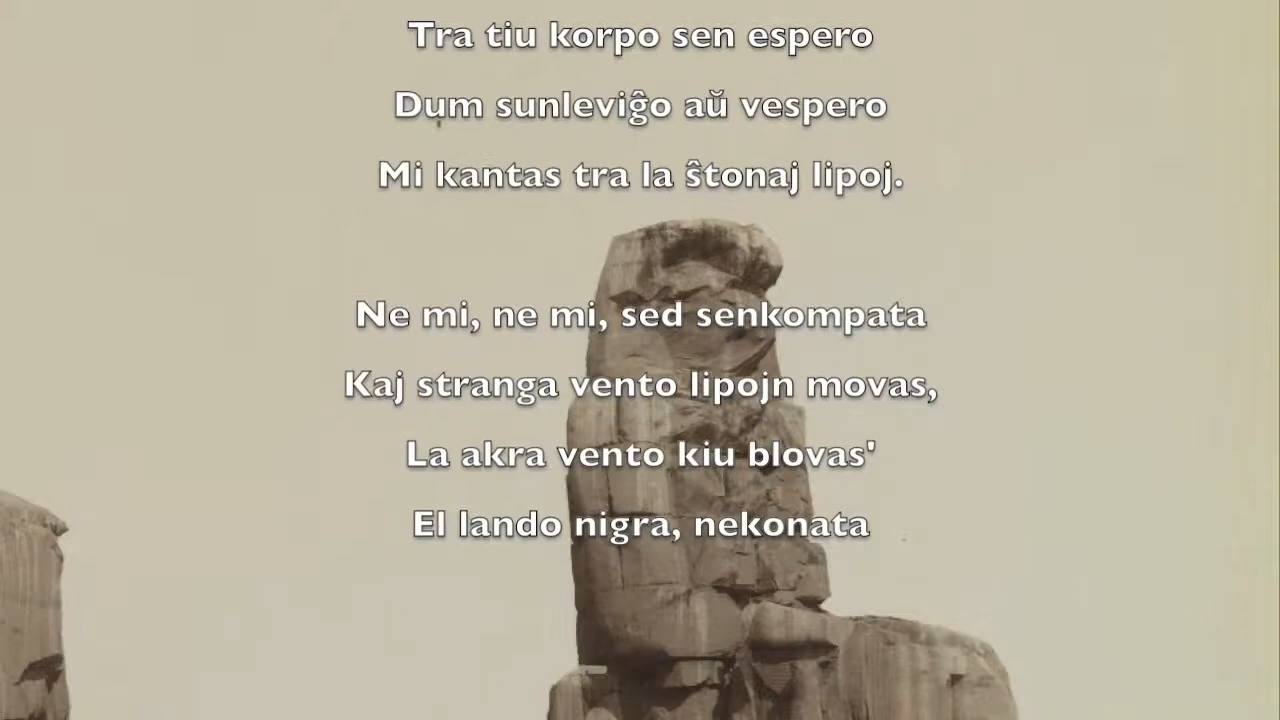 Tra tiu korpo sen espero
Dum sunleviĝo aŭ vespero
Mi kantas tra la ŝtonaj lipoj.
Ne mi, ne mi, sed senkompata
Kaj stranga vento lipojn movas,
La akra vento kiu blovas'
El lando nigra, nekonata